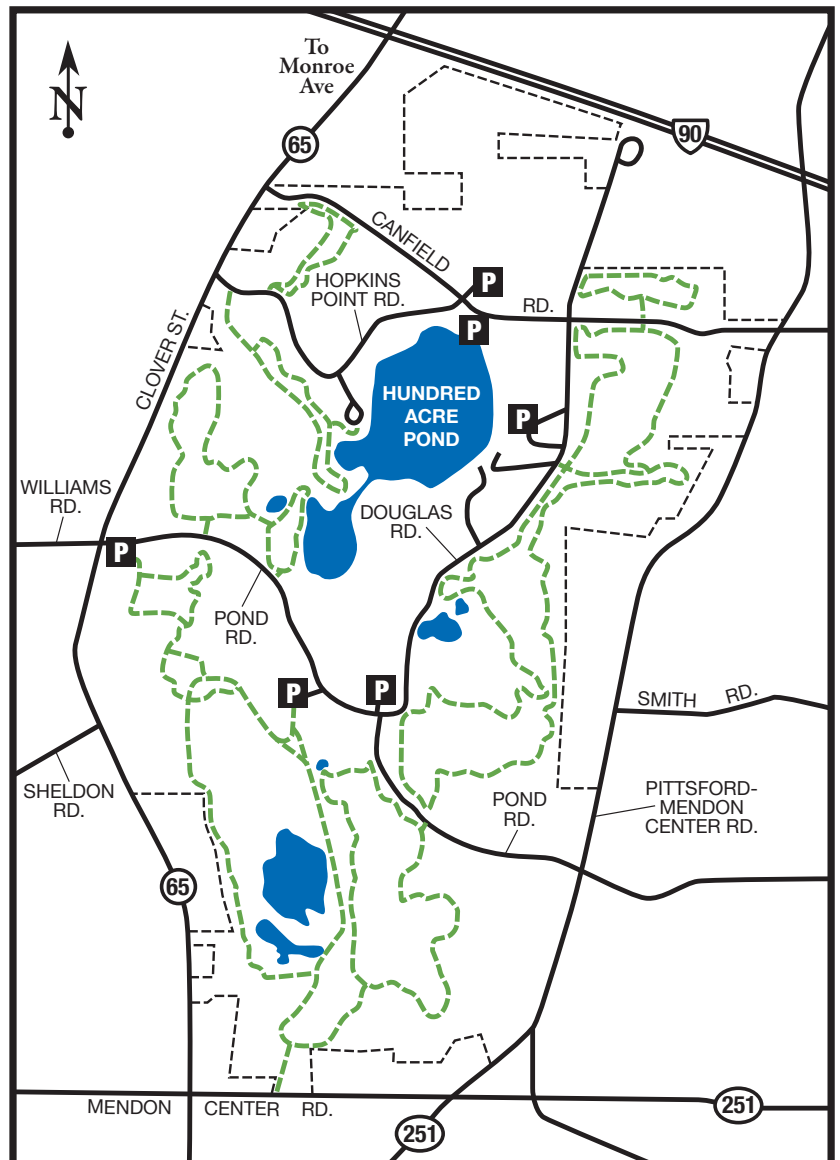 To
Monroe
Ave
N
65
90
CANFIELD
RD.
P
HOPKINS
POINT RD.
P
CLOVER ST.
HUNDRED
ACRE
POND
P
WILLIAMS
RD.
DOUGLAS
RD.
P
POND
RD.
P
P
SMITH RD.
SHELDON
RD.
PITTSFORD-
MENDON
CENTER RD.
POND
RD.
65
MENDON CENTER RD.
251
251